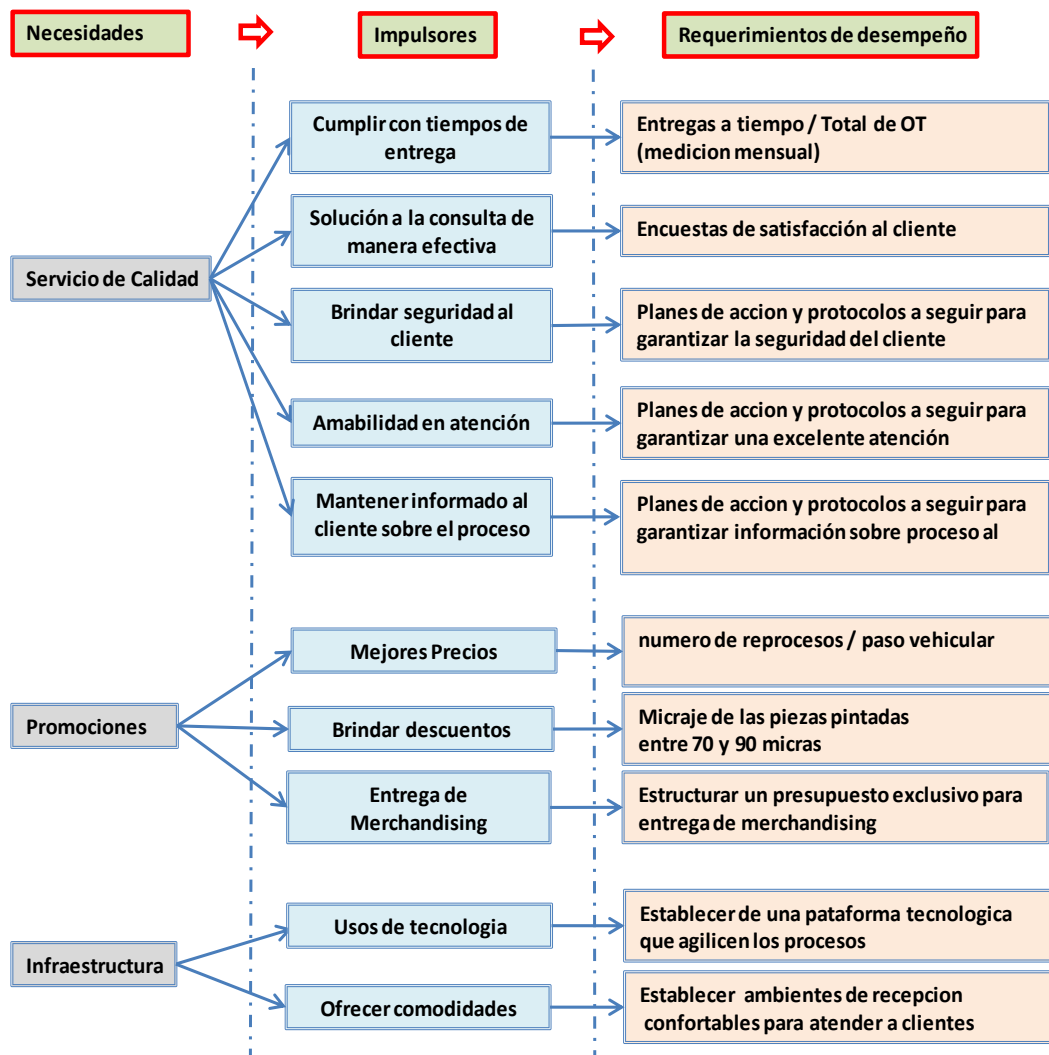 Necesidades
Impulsores
Requerimientos de desempeño
Servicio de Calidad
Cumplir con tiempos de
entrega
Entregas a tiempo / Total de OT
(medicion mensual)
Solución a la consulta de
manera efectiva
Encuestas de satisfacción al cliente
Brindar seguridad al
cliente
Planes de accion y protocolos a seguir para
garantizar la seguridad del cliente
Amabilidad en atención
Planes de accion y protocolos a seguir para
garantizar una excelente atención
Mantener informado al
cliente sobre el proceso
Planes de accion y protocolos a seguir para
garantizar información sobre proceso al
Promociones
Mejores Precios
numero de reprocesos / paso vehicular
Brindar descuentos
Micraje de las piezas pintadas
entre 70 y 90 micras
Entrega de
Merchandising
Estructurar un presupuesto exclusivo para
entrega de merchandising
Infraestructura
Usos de tecnologia
Establecer de una pataforma tecnologica
que agilicen los procesos
Ofrecer comodidades
Establecer ambientes de recepcion
confortables para atender a clientes